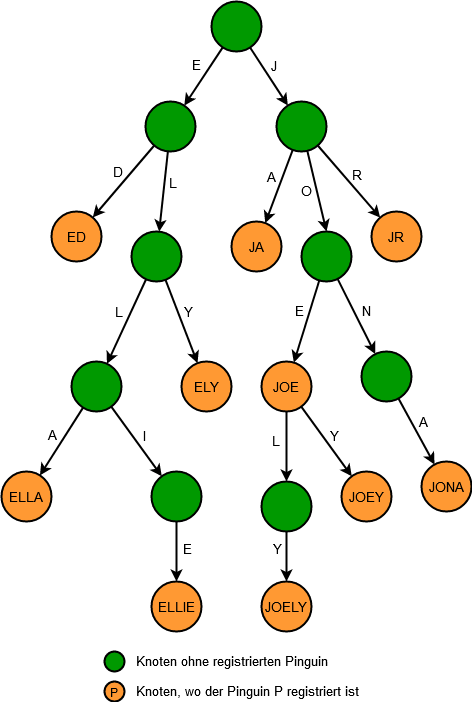 E J
D L A O R
ED JA JR
L Y E N
ELY JOE
A I L Y A
ELLA JOEY JONA
E Y
ELLIE JOELY
Knoten ohne registrierten Pinguin
P Knoten, wo der Pinguin P registriert ist